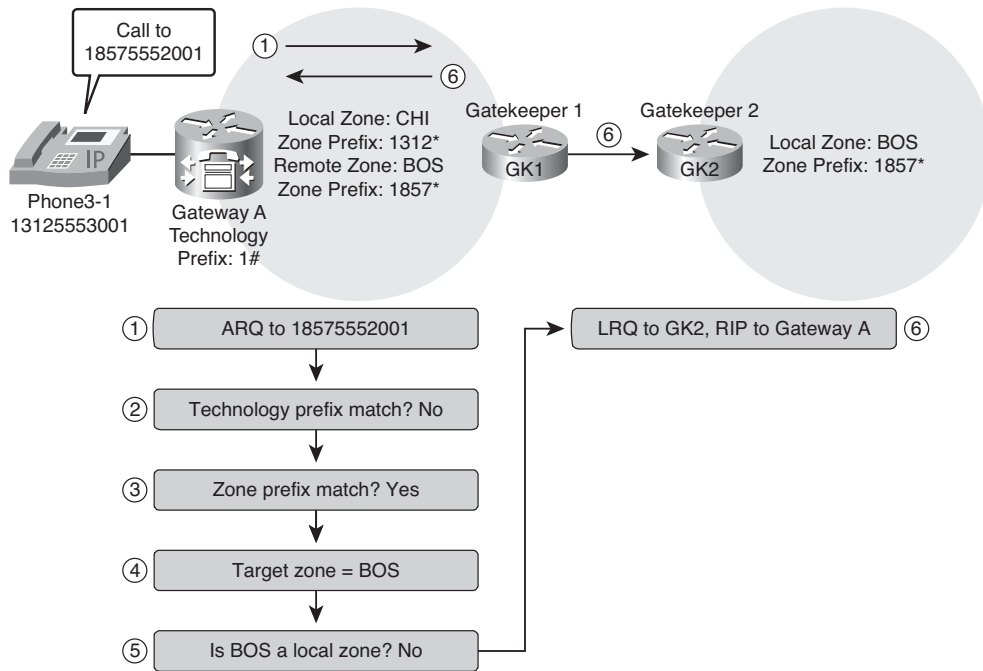 Call to
18575552001
1
6
IP
Phone3-1
13125553001
Gateway A
Technology
Prefix: 1#
Local Zone: CHI
Zone Prefix: 1312*
Remote Zone: BOS
Zone Prefix: 1857*
Gatekeeper 1
GK1
6
Gatekeeper 2
GK2
Local Zone: BOS
Zone Prefix: 1857*
1 ARQ to 18575552001
LRQ to GK2, RIP to Gateway A 6
2 Technology prefix match? No
3 Zone prefix match? Yes
4 Target zone = BOS
5 Is BOS a local zone? No